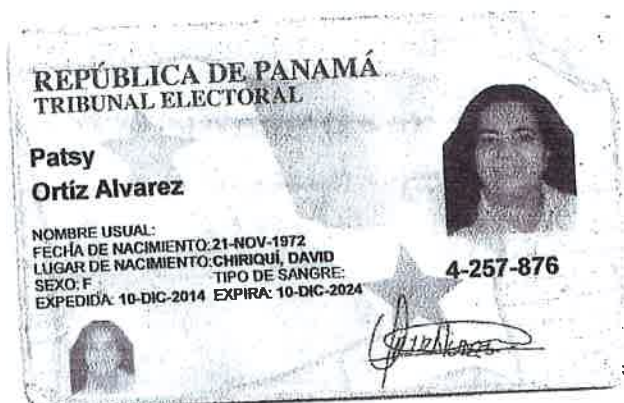 REPÚBLICA DE PANAMÁ
TRIBUNAL ELECTORAL
Patsy
Ortiz Alvarez
NOMBRE USUAL:
FECHA DE NACIMIENTO: 21-NOV-1972
LUGAR DE NACIMIENTO: CHIRIQUÍ, DAVID
SEXO: F TIPO DE SANGRE:
EXPEDIDA: 10-DIC-2014 EXPIRA: 10-DIC-2024
4-257-876